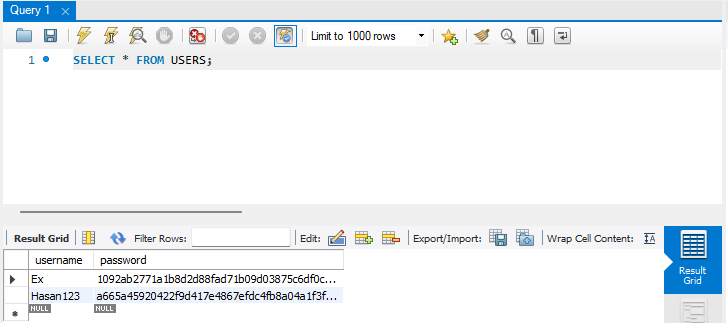 Query 1
Limit to 1000 rows
1 SELECT * FROM USERS;
Result Grid Filter Rows: Edit: Export/Import: Wrap Cell Content:
username password
Ex 1092ab2771a1b8d2d88fad71b09d03875c6df0c...
Hasan123 a665a45920422f9d417e4867efdc4fb8a04a1f3f...
NULL NULL
Result
Grid